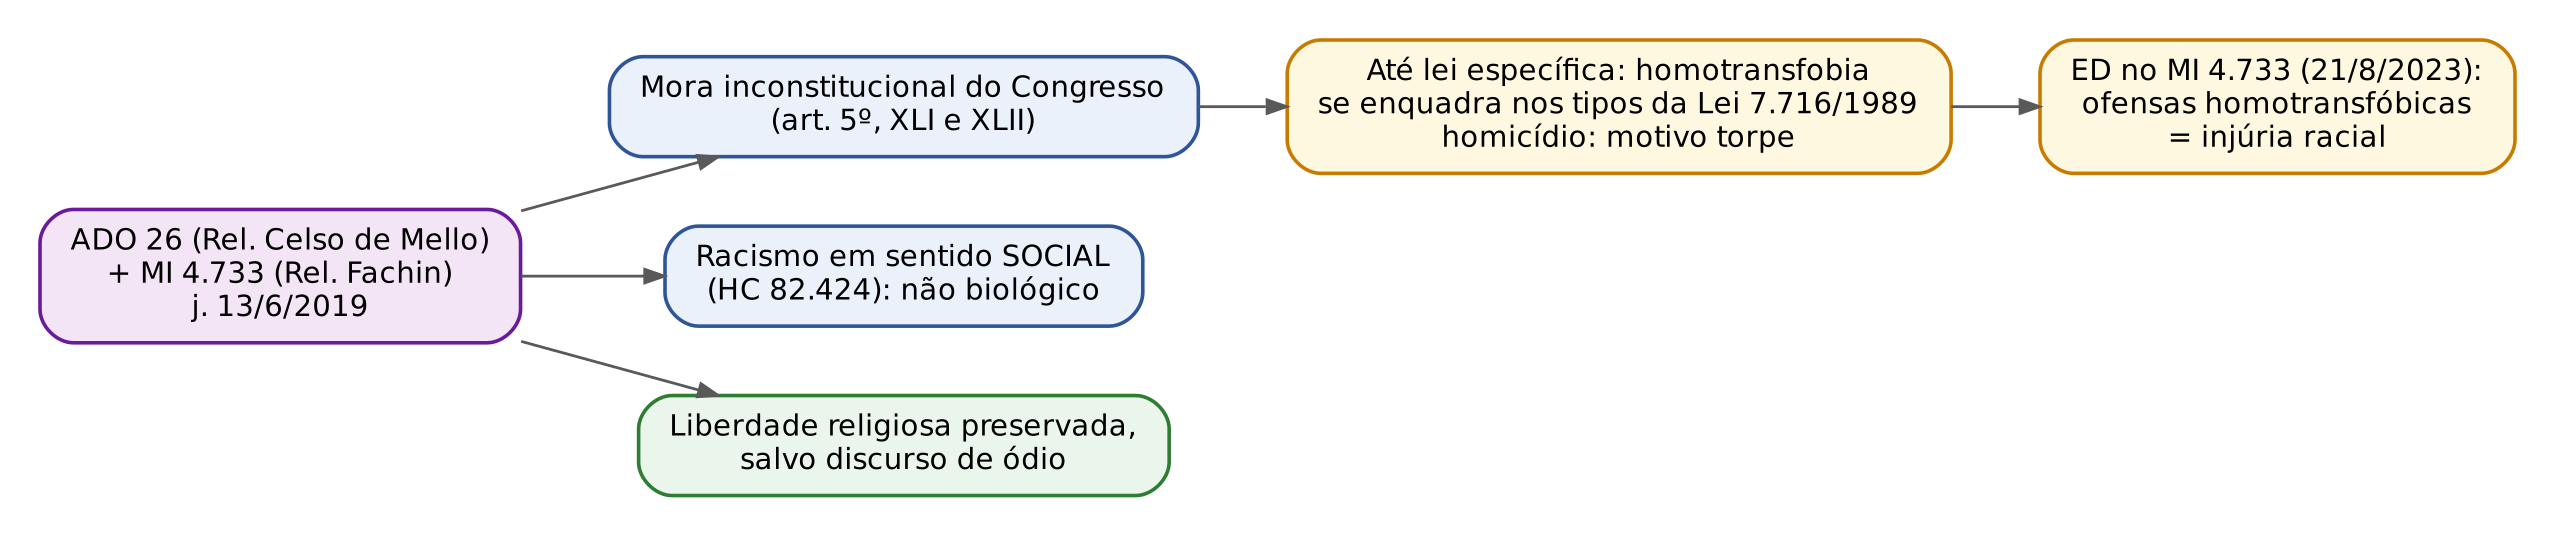 ADO 26 (Rel. Celso de Mello)
+ MI 4.733 (Rel. Fachin)
j. 13/6/2019
Mora inconstitucional do Congresso
(art. 5º, XLI e XLII)
Até lei específica: homotransfobia
se enquadra nos tipos da Lei 7.716/1989
homicídio: motivo torpe
ED no MI 4.733 (21/8/2023):
ofensas homotransfóbicas
= injúria racial
Racismo em sentido SOCIAL
(HC 82.424): não biológico
Liberdade religiosa preservada,
salvo discurso de ódio